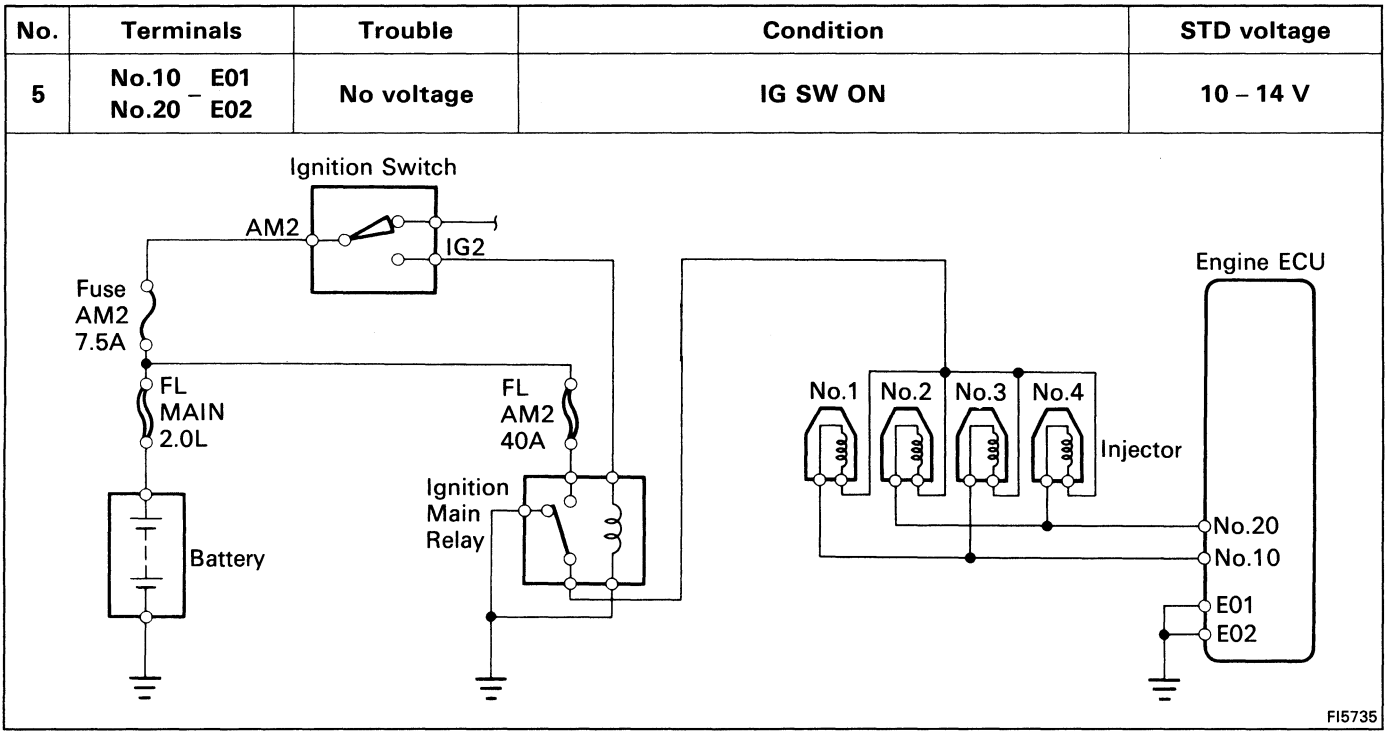 No. Terminals Trouble Condition STD voltage
5 No.10 – E01 No voltage IG SW ON 10 – 14 V
No.20 E02
Ignition Switch
AM2
IG2
Fuse
AM2
7.5A
FL
MAIN
2.0L
FL
AM2
40A
Battery
Ignition
Main
Relay
No.1 No.2 No.3 No.4
Injector
Engine ECU
No.20
No.10
E01
E02
FI5735